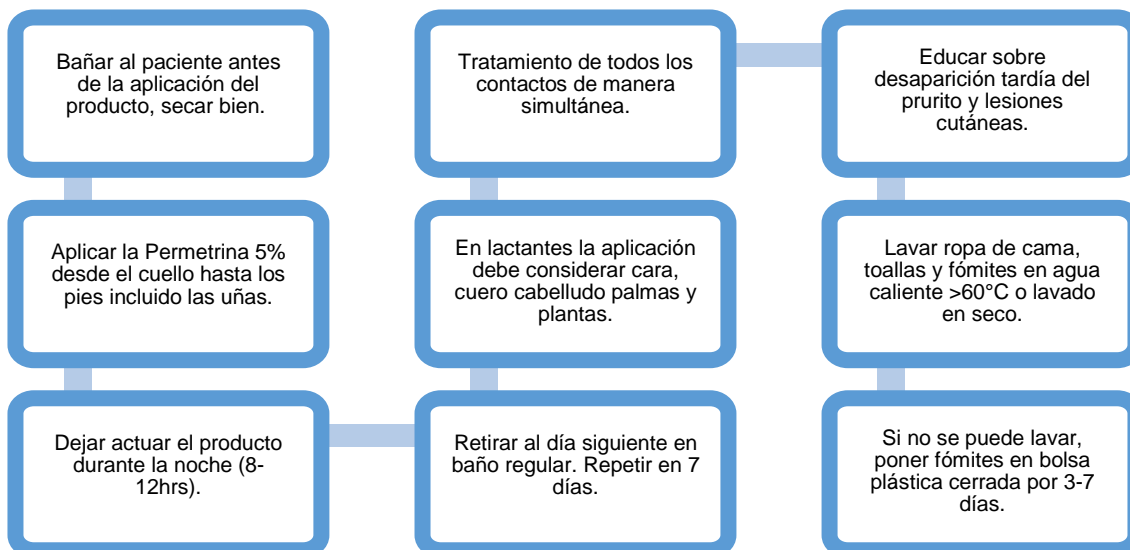 Bañar al paciente antes
de la aplicación del
producto, secar bien.
Aplicar la Permetrina 5%
desde el cuello hasta los
pies incluido las uñas.
Dejar actuar el producto
durante la noche (8-
12hrs).
Retirar al día siguiente en
baño regular. Repetir en 7
días.
En lactantes la aplicación
debe considerar cara,
cuero cabelludo palmas y
plantas.
Tratamiento de todos los
contactos de manera
simultánea.
Educar sobre
desaparición tardía del
prurito y lesiones
cutáneas.
Lavar ropa de cama,
toallas y fómites en agua
caliente >60°C o lavado
en seco.
Si no se puede lavar,
poner fómites en bolsa
plástica cerrada por 3-7
días.